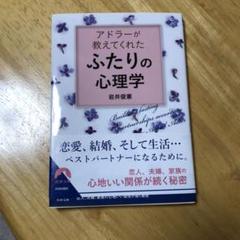 アドラーが
教えてくれた
ふたりの
心理学
岩井俊憲
恋愛、結婚、そして生活…
ベストパートナーになるために。
恋人、夫婦、家族の
心地いい関係が続く秘密